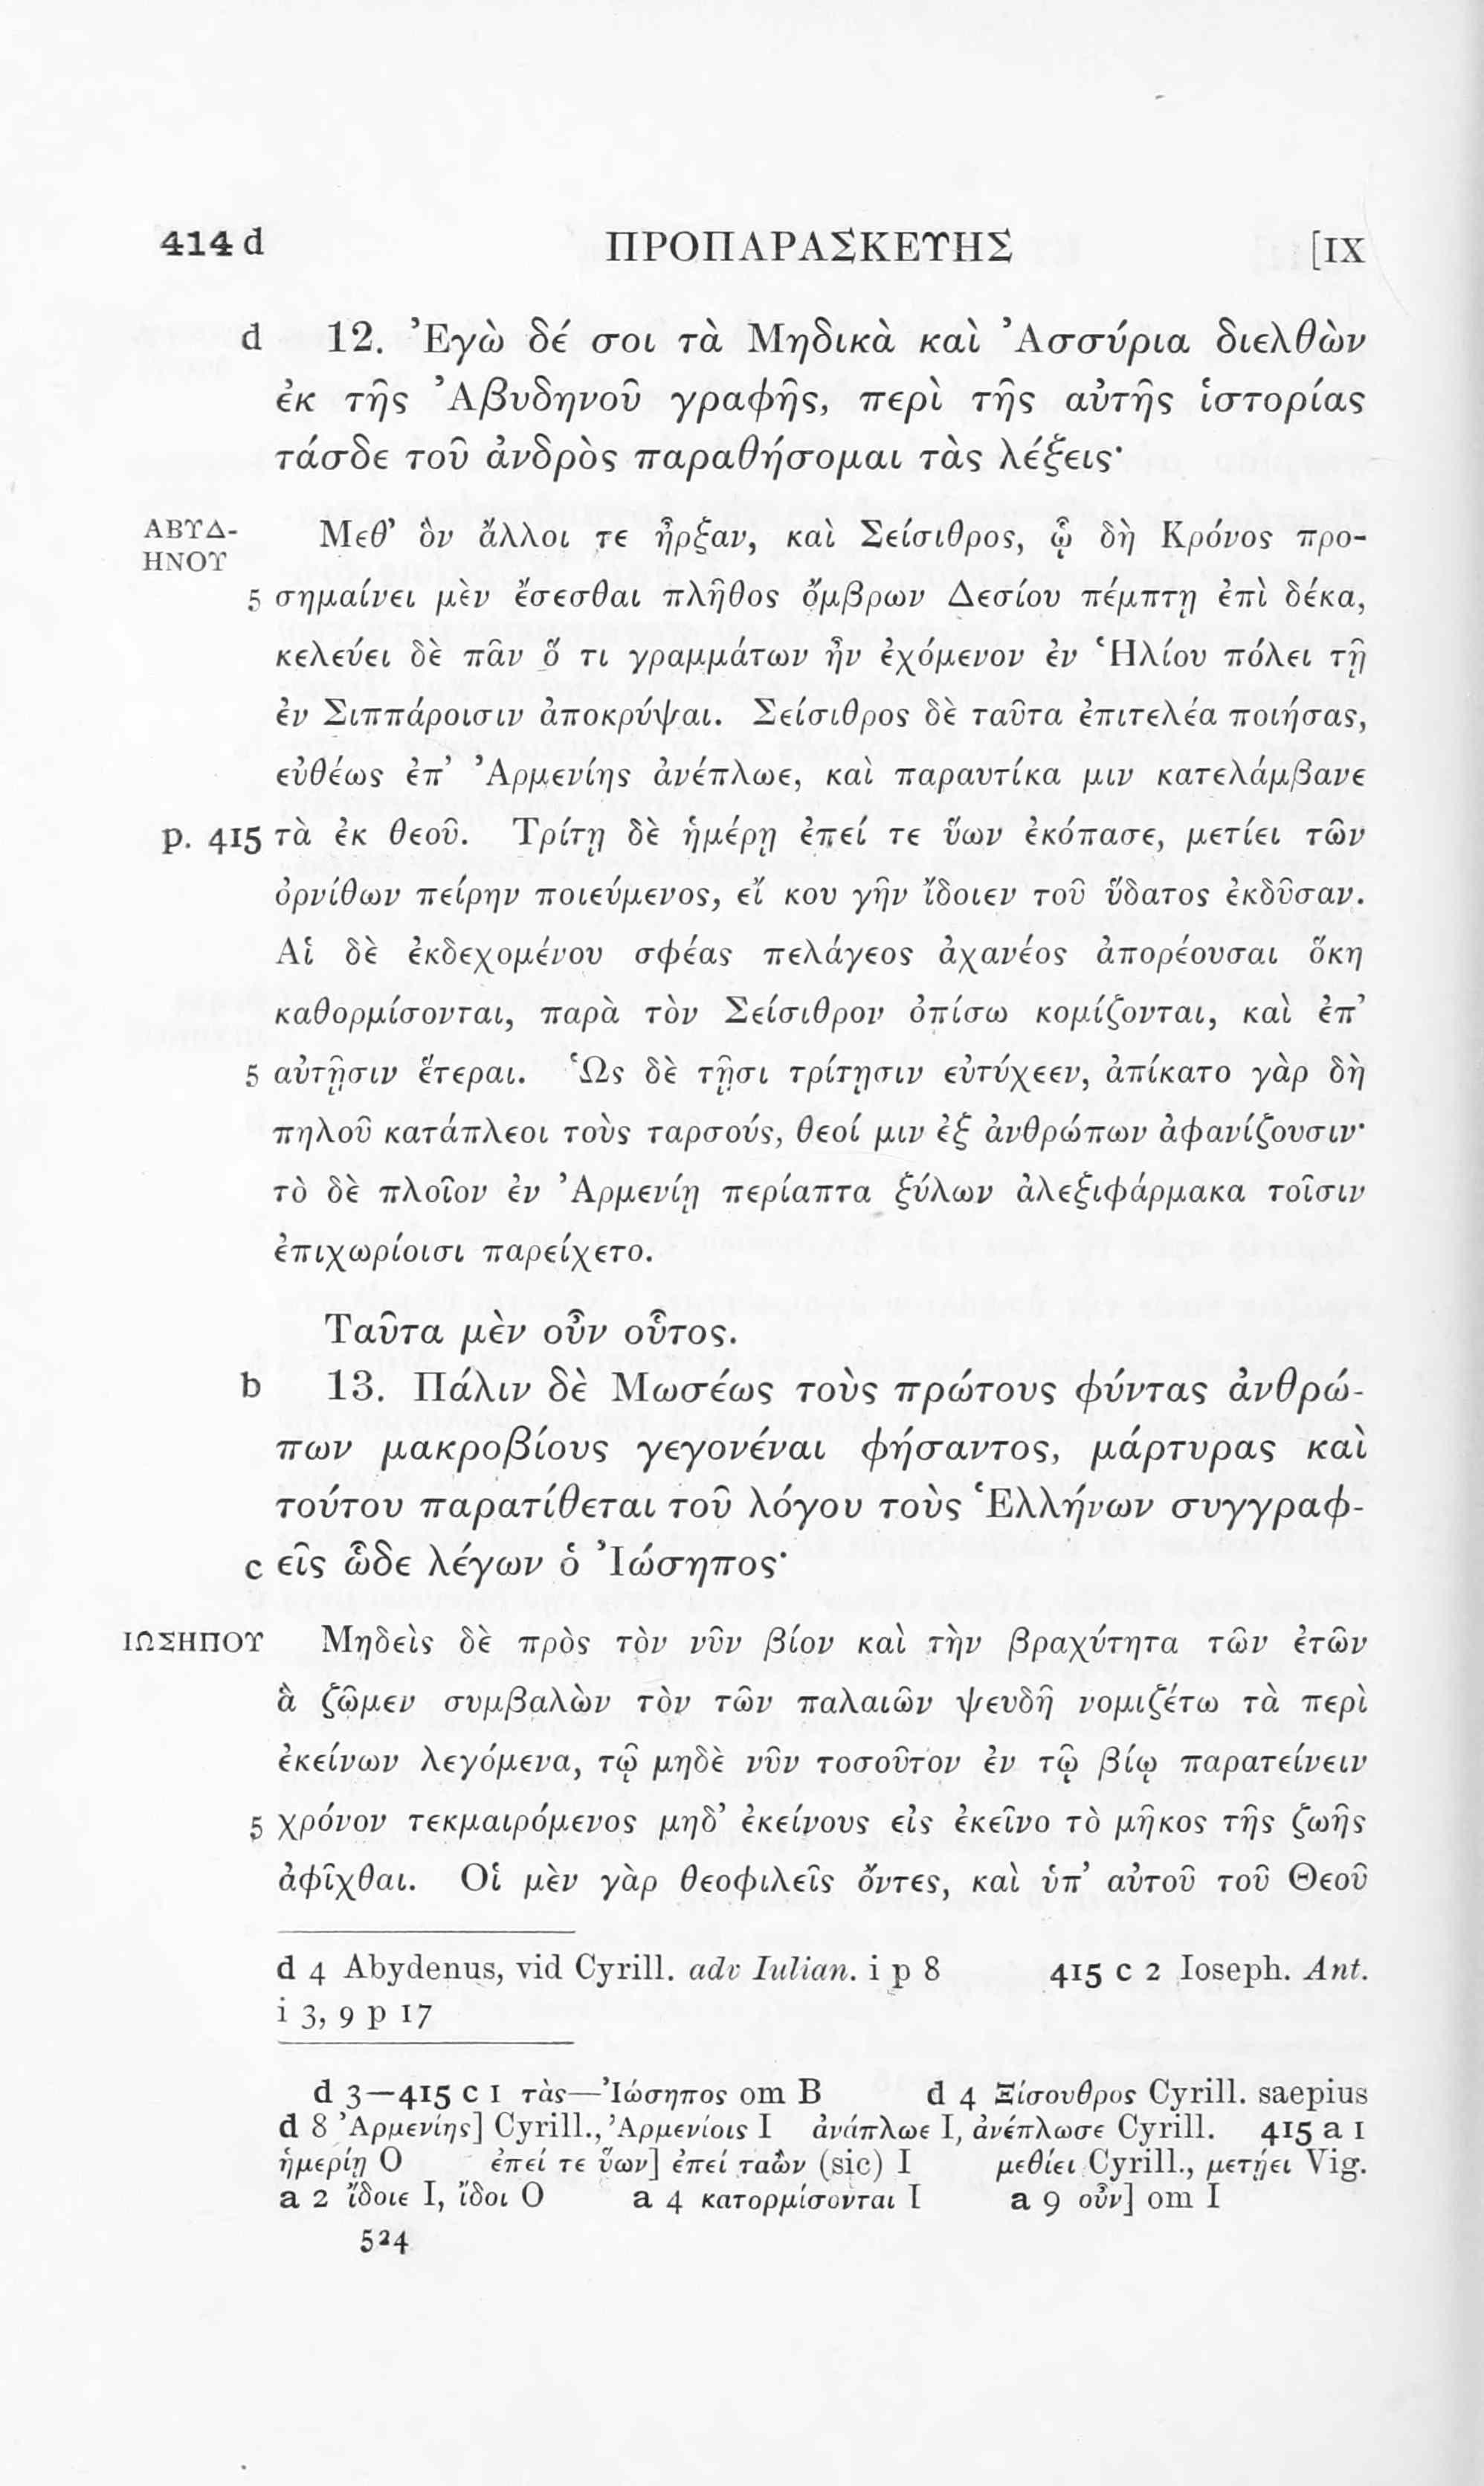 414 d ΠΡΟΠΑΡΑΣΚΕΥΗΣ [IX
d 12. Ἐγὼ δέ σοι τὰ Μηδικὰ καὶ Ἀσσύρια διελθὼν
ἐκ τῆς Ἀβυδηνοῦ γραφῆς, περὶ τῆς αὐτῆς ἱστορίας
τάσδε τοῦ ἀνδρὸς παραθήσομαι τὰς λέξεις·
ΑΒΥΔ- Μεθ’ ὃν ἄλλοι τε ἦρξαν, καὶ Σείσιθρος, ᾧ δὴ Κρόνος προ-
ΗΝΟΥ
5 σημαίνει μὲν ἔσεσθαι πλῆθος ὄμβρων Δεσίου πέμπτῃ ἐπὶ δέκα,
κελεύει δὲ πᾶν ὅ τι γραμμάτων ἦν ἐχόμενον ἐν Ἡλίου πόλει τῇ
ἐν Σιππάροισιν ἀποκρύψαι. Σείσιθρος δὲ ταῦτα ἐπιτελέα ποιήσας,
εὐθέως ἐπ’ Ἀρμενίης ἀνέπλωε, καὶ παραυτίκα μιν κατελάμβανε
p. 415 τὰ ἐκ θεοῦ. Τρίτῃ δὲ ἡμέρῃ ἐπεί τε ὕων ἐκόπασε, μετίει τῶν
ὀρνίθων πείρην ποιεύμενος, εἴ κου γῆν ἴδοιεν τοῦ ὕδατος ἐκδῦσαν.
Αἱ δὲ ἐκδεχομένου σφέας πελάγεος ἀχανέος ἀπορέουσαι ὅκη
καθορμίσονται, παρὰ τὸν Σείσιθρον ὀπίσω κομίζονται, καὶ ἐπ’
5 αὐτῇσιν ἕτεραι. Ὡς δὲ τῇσι τρίτῃσιν εὐτύχεεν, ἀπίκατο γὰρ δὴ
πηλοῦ κατάπλεοι τοὺς ταρσούς, θεοί μιν ἐξ ἀνθρώπων ἀφανίζουσιν·
τὸ δὲ πλοῖον ἐν Ἀρμενίῃ περίαπτα ξύλων ἀλεξιφάρμακα τοῖσιν
ἐπιχωρίοισι παρείχετο.
Ταῦτα μὲν οὖν οὗτος.
b 13. Πάλιν δὲ Μωσέως τοὺς πρώτους φύντας ἀνθρώ-
πων μακροβίους γεγονέναι φήσαντος, μάρτυρας καὶ
τούτου παρατίθεται τοῦ λόγου τοὺς Ἑλλήνων συγγραφ-
c εῖς ὧδε λέγων ὁ Ἰώσηπος·
ΙΩΣΗΠΟΥ Μηδεὶς δὲ πρὸς τὸν νῦν βίον καὶ τὴν βραχύτητα τῶν ἐτῶν
ἃ ζῶμεν συμβαλὼν τὸν τῶν παλαιῶν ψευδῆ νομιζέτω τὰ περὶ
ἐκείνων λεγόμενα, τῷ μηδὲ νῦν τοσοῦτον ἐν τῷ βίῳ παρατείνειν
5 χρόνον τεκμαιρόμενος μηδ’ ἐκείνους εἰς ἐκεῖνο τὸ μῆκος τῆς ζωῆς
ἀφῖχθαι. Οἱ μὲν γὰρ θεοφιλεῖς ὄντες, καὶ ὑπ’ αὐτοῦ τοῦ Θεοῦ
d 4 Abydenus, vid Cyrill. adv Iulian. i p 8 415 c 2 Ioseph. Ant.
i 3, 9 p 17
d 3—415 c 1 τὰς—Ἰώσηπος om B d 4 Ξίσουθρος Cyrill. saepius
d 8 Ἀρμενίης] Cyrill., Ἀρμενίοις I ἀνάπλωε I, ἀνέπλωσε Cyrill. 415 a 1
ἡμερίῃ O ἐπεί τε ὕων] ἐπεί ταὧν (sic) I μεθίει Cyrill., μετῄει Vig.
a 2 ἴδοιε I, ἴδοι O a 4 κατορμίσονται I a 9 οὖν] om I
524